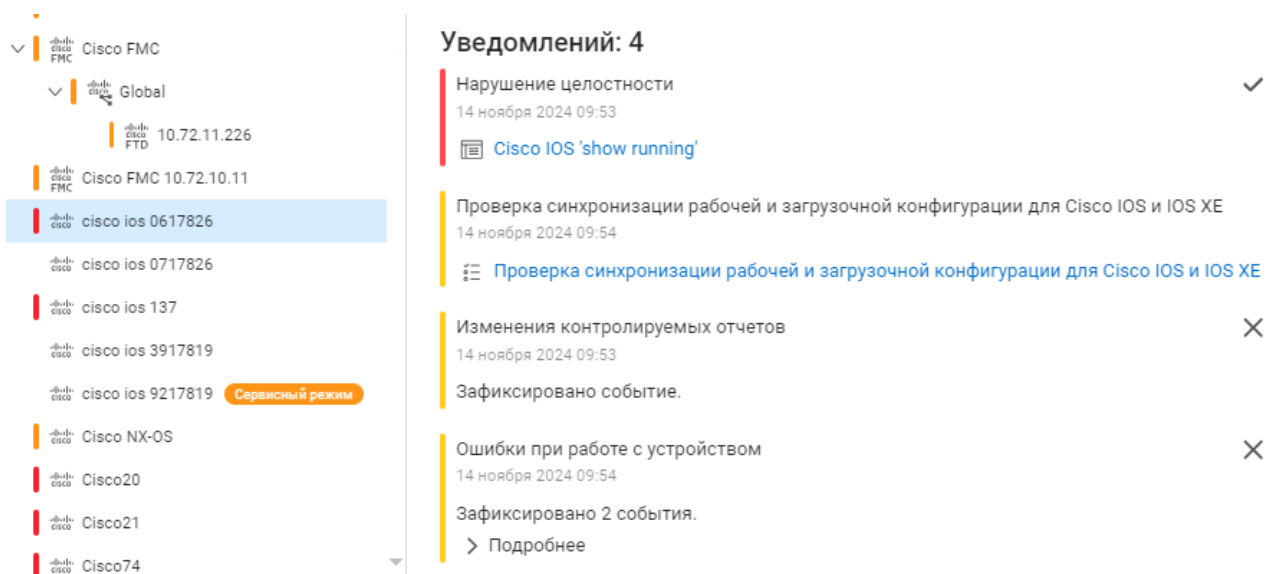 Cisco FMC
Global
10.72.11.226
Cisco FMC 10.72.10.11
cisco ios 0617826
cisco ios 0717826
cisco ios 137
cisco ios 3917819
cisco ios 9217819 Сервисный режим
Cisco NX-OS
Cisco20
Cisco21
Cisco74
Уведомлений: 4
Нарушение целостности
14 ноября 2024 09:53
Cisco IOS 'show running'
Проверка синхронизации рабочей и загрузочной конфигурации для Cisco IOS и IOS XE
14 ноября 2024 09:54
Проверка синхронизации рабочей и загрузочной конфигурации для Cisco IOS и IOS XE
Изменения контролируемых отчетов
14 ноября 2024 09:53
Зафиксировано событие.
Ошибки при работе с устройством
14 ноября 2024 09:54
Зафиксировано 2 события.
Подробнее